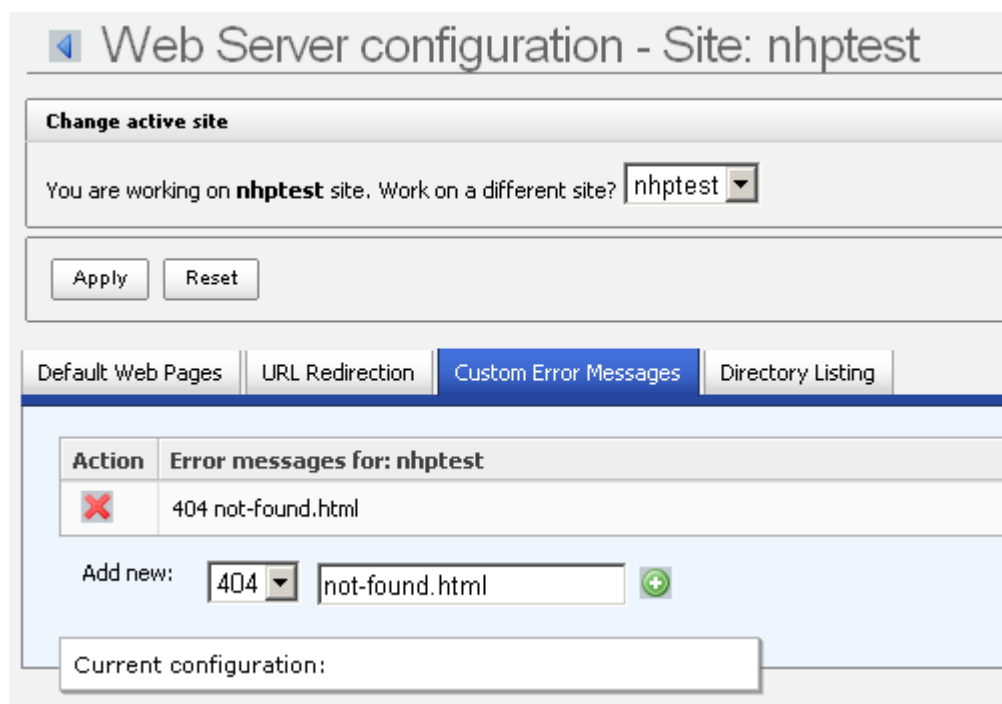 Web Server configuration - Site: nhptest
Change active site
You are working on nhptest site. Work on a different site? nhptest
Apply Reset
Default Web Pages URL Redirection Custom Error Messages Directory Listing
Action Error messages for: nhptest
404 not-found.html
Add new: 404 not-found.html
Current configuration: